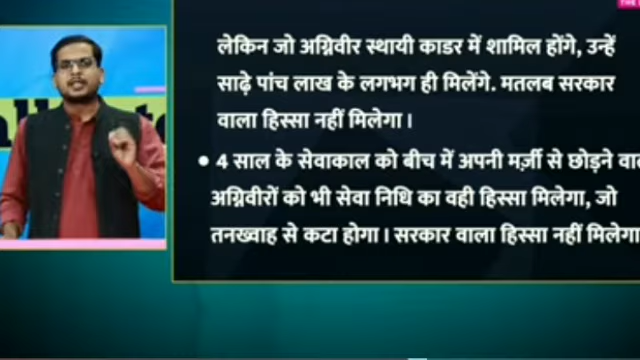 लेकिन जो अग्निवीर स्थायी काडर में शामिल होंगे, उन्हें
साढ़े पांच लाख के लगभग ही मिलेंगे. मतलब सरकार
वाला हिस्सा नहीं मिलेगा।
• 4 साल के सेवाकाल को बीच में अपनी मर्ज़ी से छोड़ने
अग्निवीरों को भी सेवा निधि का वही हिस्सा मिलेगा, जो
तनख्वाह से कटा होगा। सरकार वाला हिस्सा नहीं मिलेगा